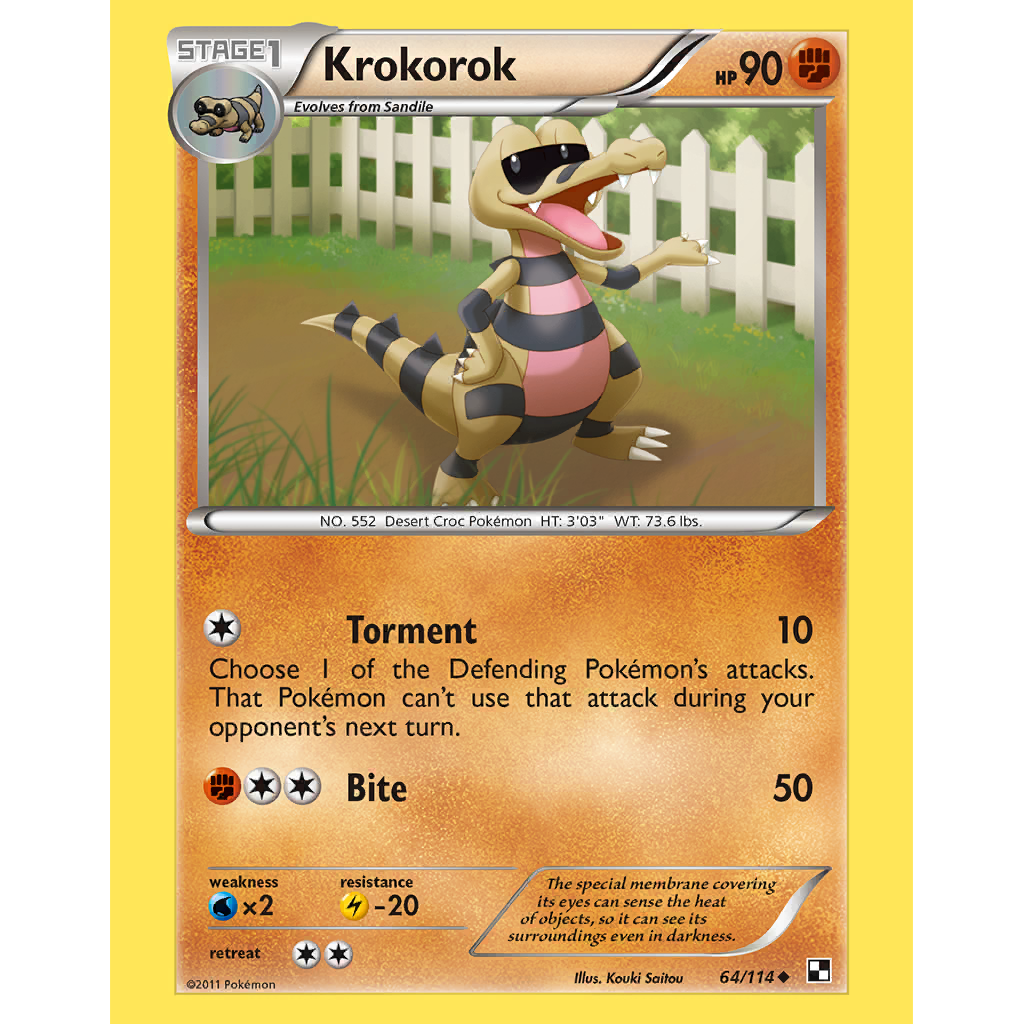 STAGE1
Krokorok
HP 90
Evolves from Sandile
NO. 552 Desert Croc Pokémon HT: 3'03" WT: 73.6 lbs.
Torment 10
Choose 1 of the Defending Pokémon's attacks.
That Pokémon can't use that attack during your
opponent's next turn.
Bite 50
weakness
×2
resistance
-20
retreat
The special membrane covering
its eyes can sense the heat
of objects, so it can see its
surroundings even in darkness.
©2011 Pokémon
Illus. Kouki Saitou
64/114